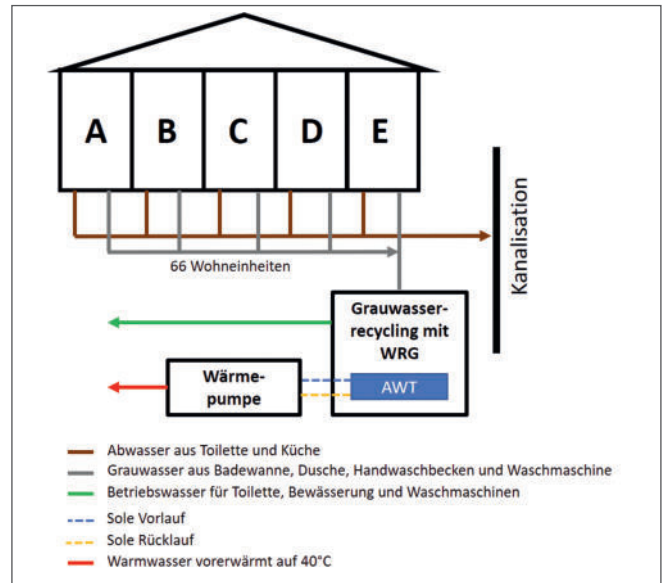 A B C D E
Kanalisation
66 Wohneinheiten
Grauwasser-
recycling mit
WRG
AWT
Wärme-
pumpe
Abwasser aus Toilette und Küche
Grauwasser aus Badewanne, Dusche, Handwaschbecken und Waschmaschine
Betriebswasser für Toilette, Bewässerung und Waschmaschinen
Sole Vorlauf
Sole Rücklauf
Warmwasser vorerwärmt auf 40°C